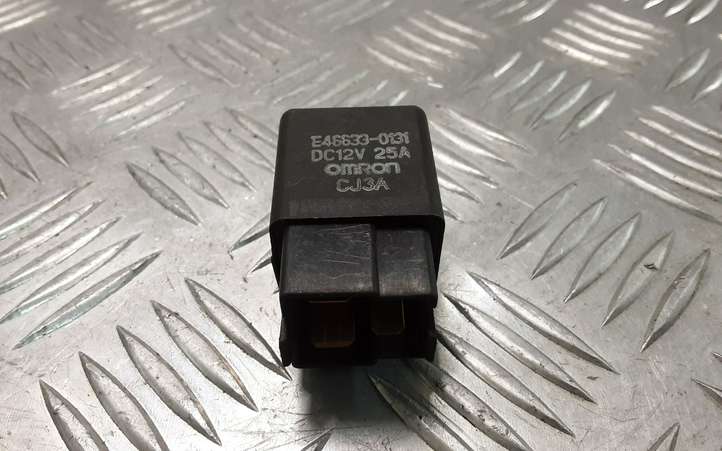 E46633-0131
DC12V 25A
OMRON
CJ3A